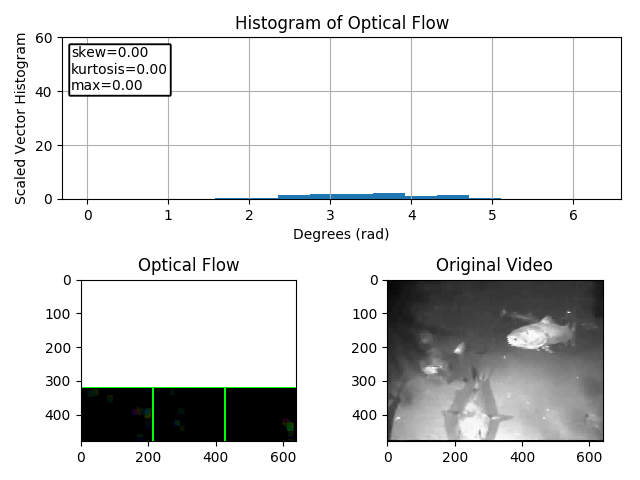 Histogram of Optical Flow
Scaled Vector Histogram
60
40
20
0
skew=0.00
kurtosis=0.00
max=0.00
0 1 2 3 4 5 6
Degrees (rad)
Optical Flow
0
100
200
300
400
0 200 400 600
Original Video
0
100
200
300
400
0 200 400 600